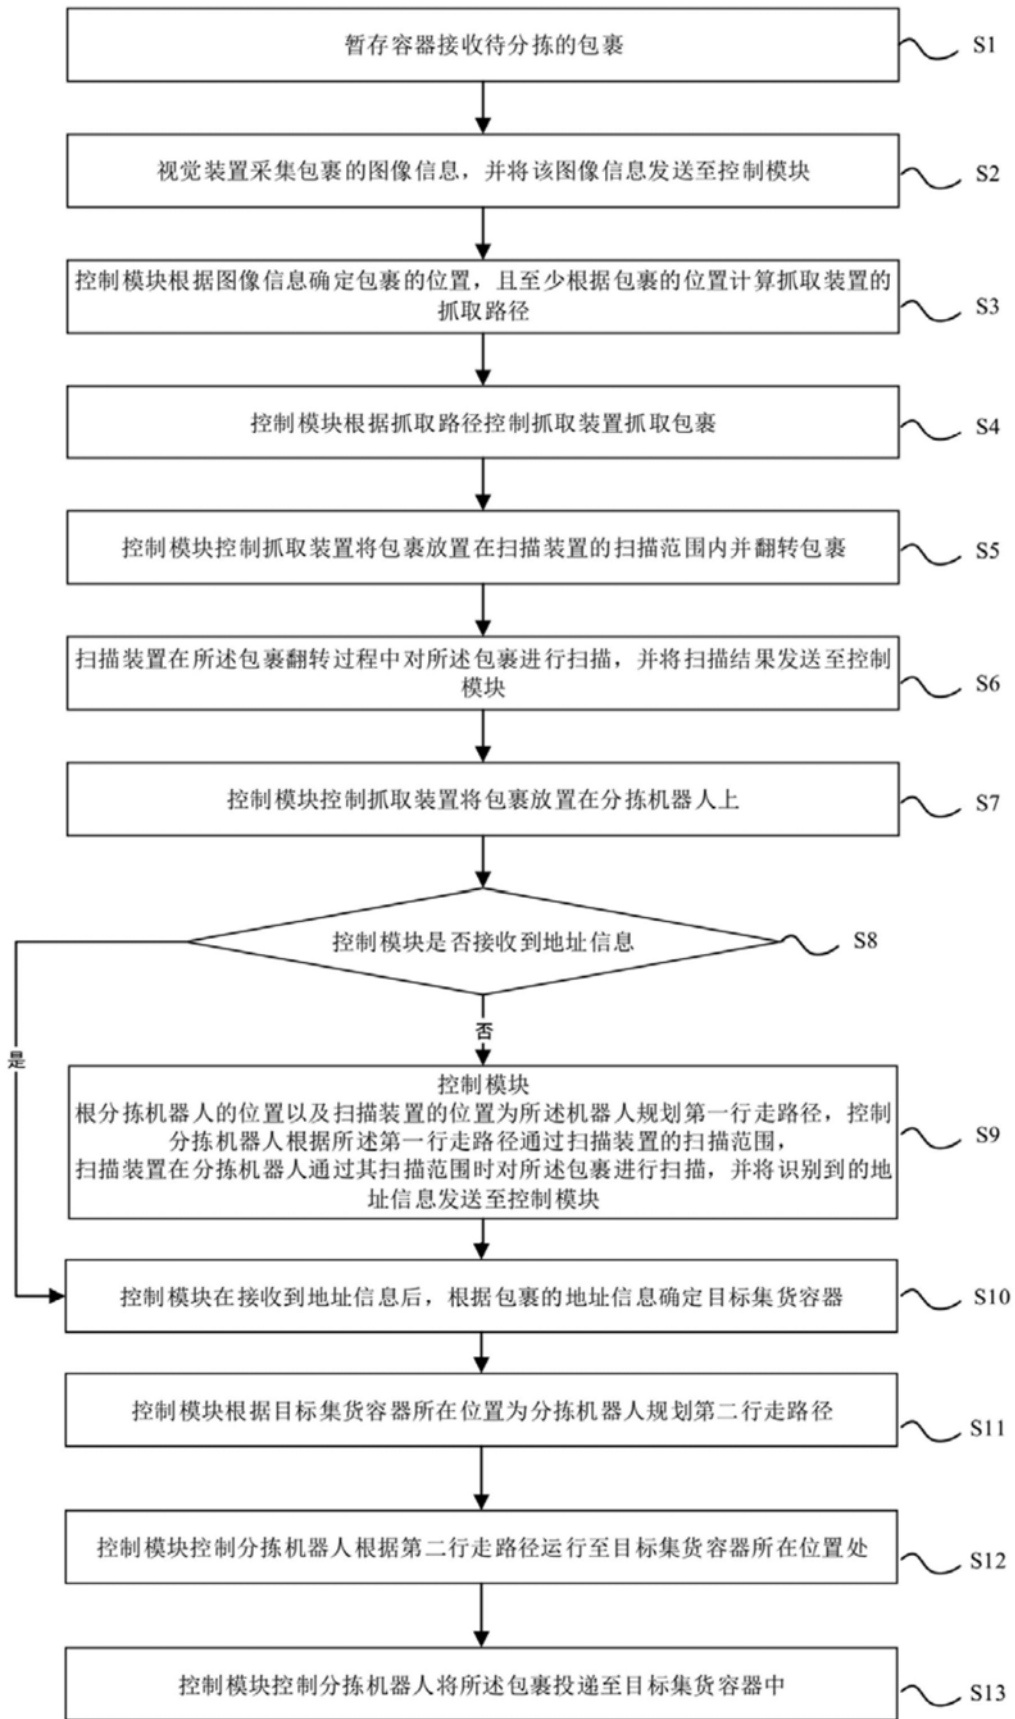 暂存容器接收待分拣的包裹
S1
视觉装置采集包裹的图像信息，并将该图像信息发送至控制模块
S2
控制模块根据图像信息确定包裹的位置，且至少根据包裹的位置计算抓取装置的
抓取路径
S3
控制模块根据抓取路径控制抓取装置抓取包裹
S4
控制模块控制抓取装置将包裹放置在扫描装置的扫描范围内并翻转包裹
S5
扫描装置在所述包裹翻转过程中对所述包裹进行扫描，并将扫描结果发送至控制
模块
S6
控制模块控制抓取装置将包裹放置在分拣机器人上
S7
控制模块是否接收到地址信息
S8
否
是
控制模块
根分拣机器人的位置以及扫描装置的位置为所述机器人规划第一行走路径，控制
分拣机器人根据所述第一行走路径通过扫描装置的扫描范围，
扫描装置在分拣机器人通过其扫描范围时对所述包裹进行扫描，并将识别到的地
址信息发送至控制模块
S9
控制模块在接收到地址信息后，根据包裹的地址信息确定目标集货容器
S10
控制模块根据目标集货容器所在位置为分拣机器人规划第二行走路径
S11
控制模块控制分拣机器人根据第二行走路径运行至目标集货容器所在位置处
S12
控制模块控制分拣机器人将所述包裹投递至目标集货容器中
S13